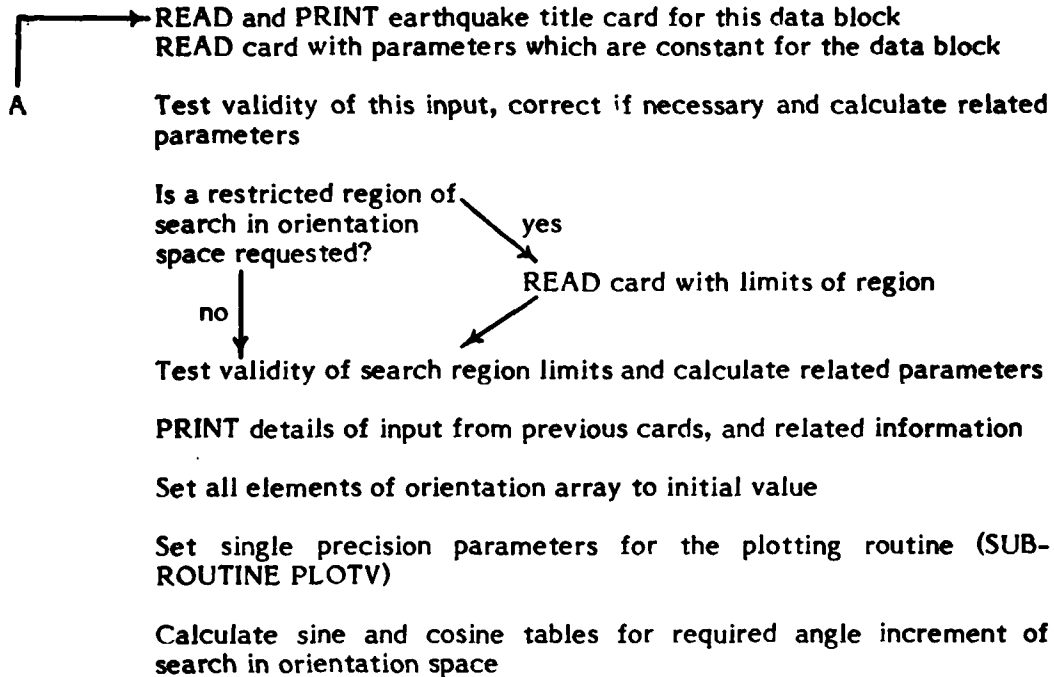 READ and PRINT earthquake title card for this data block
READ card with parameters which are constant for the data block
A
Test validity of this input, correct if necessary and calculate related
parameters
Is a restricted region of
search in orientation
space requested?
yes
READ card with limits of region
no
Test validity of search region limits and calculate related parameters
PRINT details of input from previous cards, and related information
Set all elements of orientation array to initial value
Set single precision parameters for the plotting routine (SUB-
ROUTINE PLOTV)
Calculate sine and cosine tables for required angle increment of
search in orientation space